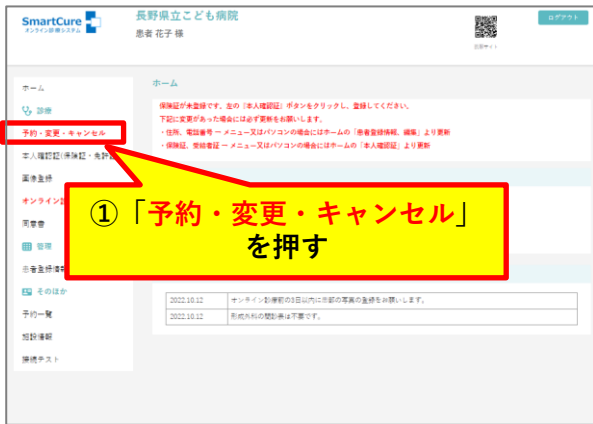 SmartCure
オンライン診療システム
長野県立こども病院
患者 花子 様
ログアウト
ホーム
診療
予約・変更・キャンセル
本人確認証(保険証・免許証
画像登録
オンライン
同意書
管理
患者登録情報
そのほか
予約一覧
施設情報
接続テスト
ホーム
保険証が未登録です。左の「本人確認証」ボタンをクリックし、登録してください。
下記に変更があった場合には必ず更新をお願いします。
・住所、電話番号 ー メニュー又はパソコンの場合にはホームの「患者登録情報、編集」より更新
・保険証、受給者証 ー メニュー又はパソコンの場合にはホームの「本人確認証」より更新
①「予約・変更・キャンセル」
を押す
2022.10.12 オンライン診療前の3日以内に患部の写真の登録をお願いします。
2022.10.12 形成外科の問診表は不要です。